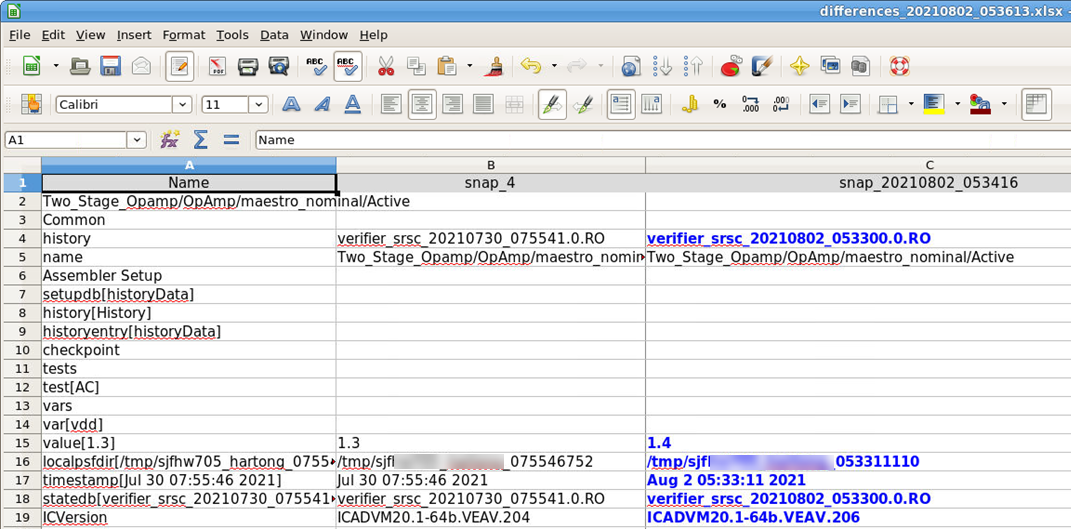 differences_20210802_053613.xlsx -
File Edit View Insert Format Tools Data Window Help
Calibri 11
A1 Name
A B C
1 Name snap_4 snap_20210802_053416
2 Two_Stage_Opamp/OpAmp/maestro_nominal/Active
3 Common
4 history verifier_srsc_20210730_075541.0.RO verifier_srsc_20210802_053300.0.RO
5 name Two_Stage_Opamp/OpAmp/maestro_nomin Two_Stage_Opamp/OpAmp/maestro_nominal/Active
6 Assembler Setup
7 setupdb[historyData]
8 history[History]
9 historyentry[historyData]
10 checkpoint
11 tests
12 test[AC]
13 vars
14 var[vdd]
15 value[1.3] 1.3 1.4
16 localpsfdir[/tmp/sjfhw705_hartong_0755 /tmp/sjf _075546752 /tmp/sjf _053311110
17 timestamp[Jul 30 07:55:46 2021] Jul 30 07:55:46 2021 Aug 2 05:33:11 2021
18 statedb[verifier_srsc_20210730_075541 verifier_srsc_20210730_075541.0.RO verifier_srsc_20210802_053300.0.RO
19 ICVersion ICADVM20.1-64b.VEAV.204 ICADVM20.1-64b.VEAV.206